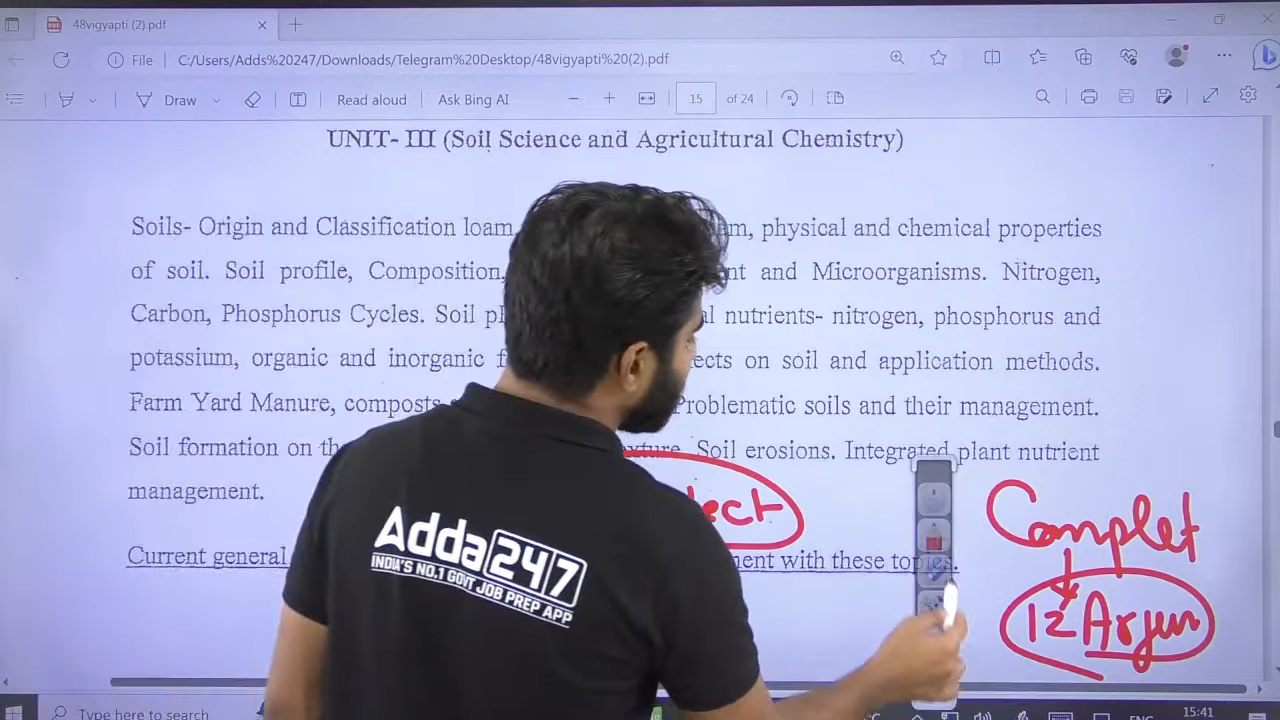 48vigyapti (2).pdf
File C:/Users/Adds%20247/Downloads/Telegram%20Desktop/48vigyapti%20(2).pdf
Draw Read aloud Ask Bing AI 15 of 24
UNIT- III (Soil Science and Agricultural Chemistry)
Soils- Origin and Classification loam, physical and chemical properties
of soil. Soil profile, Composition, and Microorganisms. Nitrogen,
Carbon, Phosphorus Cycles. Soil nutrients- nitrogen, phosphorus and
potassium, organic and inorganic on soil and application methods.
Farm Yard Manure, composts Problematic soils and their management.
Soil formation on Soil erosions. Integrated plant nutrient
management.
Current general with these topics.
Complet
12 Arjun
Adda247
INDIA'S NO.1 GOVT JOB PREP APP
Type here to search ENG 15:41